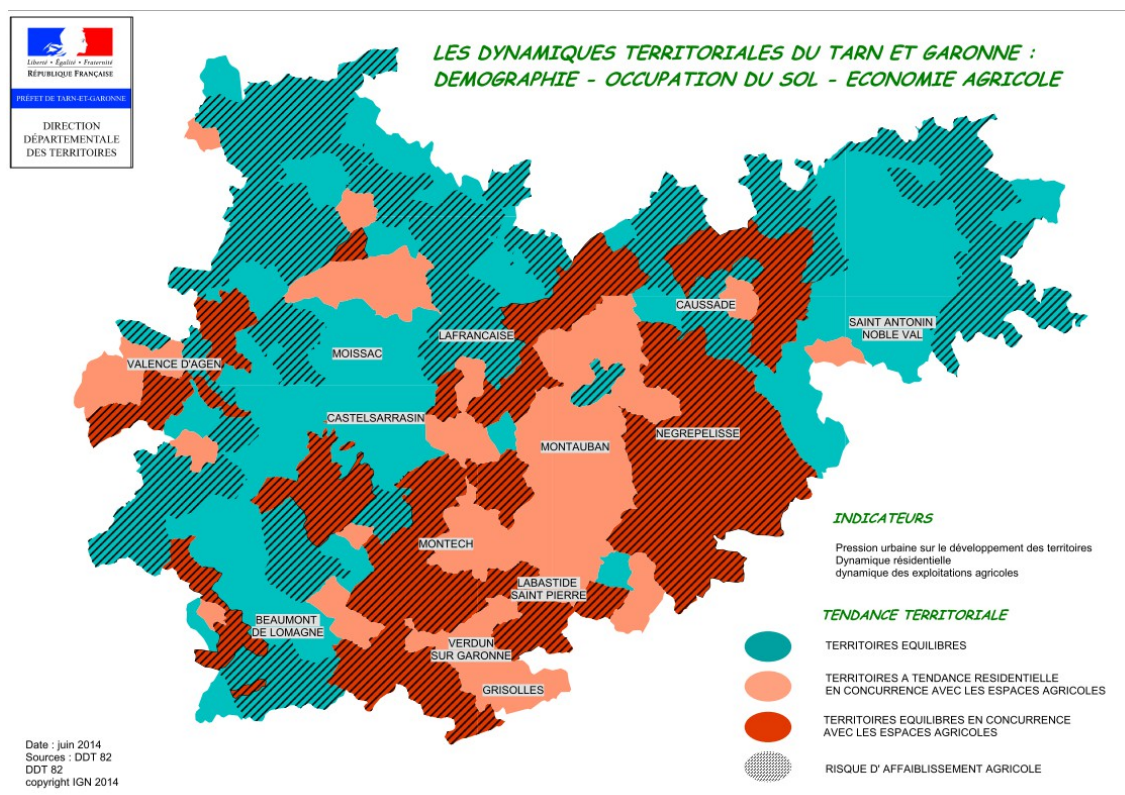 Liberté • Égalité • Fraternité
RÉPUBLIQUE FRANÇAISE
PRÉFET DE TARN-ET-GARONNE
DIRECTION
DÉPARTEMENTALE
DES TERRITOIRES
LES DYNAMIQUES TERRITORIALES DU TARN ET GARONNE :
DEMOGRAPHIE - OCCUPATION DU SOL - ECONOMIE AGRICOLE
CAUSSADE
SAINT ANTONIN
NOBLE VAL
LAFRANCAISE
MOISSAC
VALENCE D'AGEN
CASTELSARRASIN
MONTAUBAN
NEGREPELISSE
MONTECH
LABASTIDE
SAINT PIERRE
BEAUMONT
DE LOMAGNE
VERDUN
SUR GARONNE
GRISOLLES
INDICATEURS
Pression urbaine sur le développement des territoires
Dynamique résidentielle
dynamique des exploitations agricoles
TENDANCE TERRITORIALE
TERRITOIRES EQUILIBRES
TERRITOIRES A TENDANCE RESIDENTIELLE
EN CONCURRENCE AVEC LES ESPACES AGRICOLES
TERRITOIRES EQUILIBRES EN CONCURRENCE
AVEC LES ESPACES AGRICOLES
RISQUE D' AFFAIBLISSEMENT AGRICOLE
Date : juin 2014
Sources : DDT 82
DDT 82
copyright IGN 2014